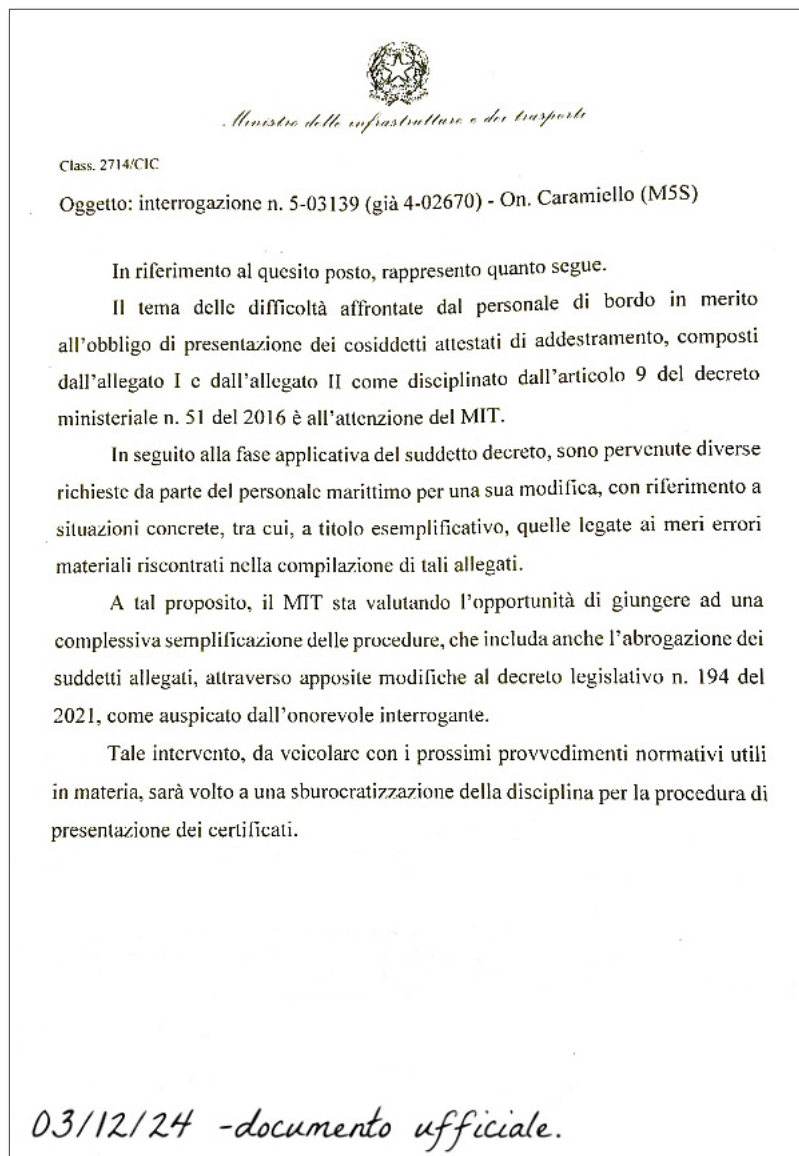 Ministro delle infrastrutture e dei trasporti
Class. 2714/CIC
Oggetto: interrogazione n. 5-03139 (già 4-02670) - On. Caramiello (M5S)
In riferimento al quesito posto, rappresento quanto segue.
Il tema delle difficoltà affrontate dal personale di bordo in merito
all'obbligo di presentazione dei cosiddetti attestati di addestramento, composti
dall'allegato I e dall'allegato II come disciplinato dall'articolo 9 del decreto
ministeriale n. 51 del 2016 è all'attenzione del MIT.
In seguito alla fase applicativa del suddetto decreto, sono pervenute diverse
richieste da parte del personale marittimo per una sua modifica, con riferimento a
situazioni concrete, tra cui, a titolo esemplificativo, quelle legate ai meri errori
materiali riscontrati nella compilazione di tali allegati.
A tal proposito, il MIT sta valutando l'opportunità di giungere ad una
complessiva semplificazione delle procedure, che includa anche l'abrogazione dei
suddetti allegati, attraverso apposite modifiche al decreto legislativo n. 194 del
2021, come auspicato dall'onorevole interrogante.
Tale intervento, da veicolare con i prossimi provvedimenti normativi utili
in materia, sarà volto a una sburocratizzazione della disciplina per la procedura di
presentazione dei certificati.
03/12/24 -documento ufficiale.